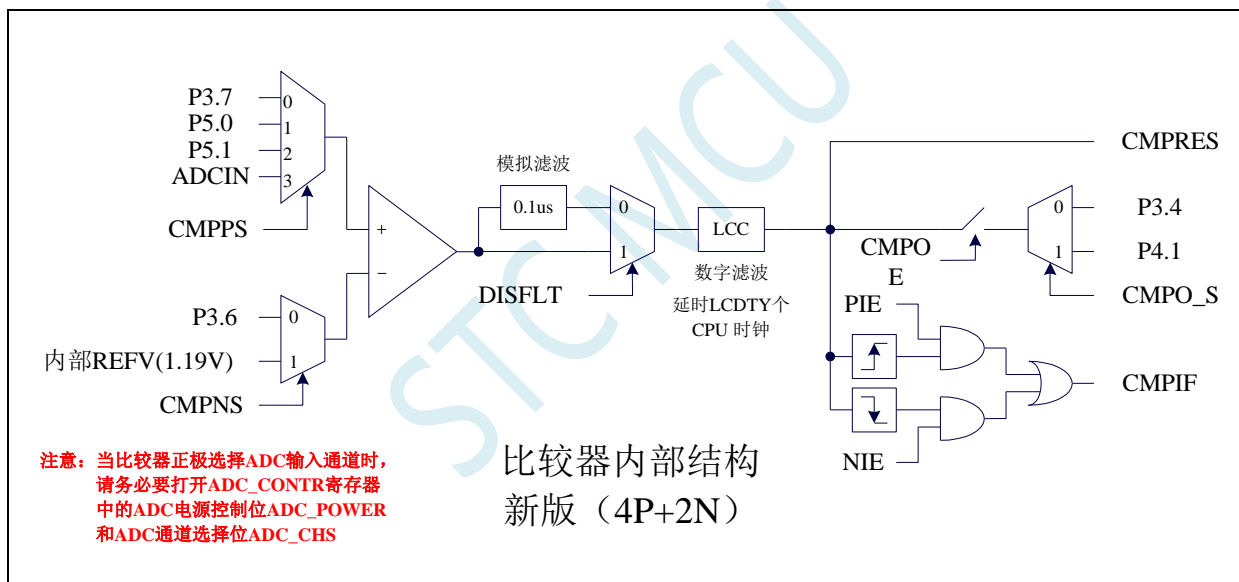 P3.7
P5.0
P5.1
ADCIN
0
1
2
3
CMPPS
+
−
P3.6
内部REFV(1.19V)
0
1
CMPNS
模拟滤波
0.1us
0
1
DISFLT
LCC
数字滤波
延时LCDTY个
CPU 时钟
CMPRES
CMPO
E
0
1
P3.4
P4.1
CMPO_S
PIE
NIE
CMPIF
STC MCU
注意：当比较器正极选择ADC输入通道时，
请务必要打开ADC_CONTR寄存器
中的ADC电源控制位ADC_POWER
和ADC通道选择位ADC_CHS
比较器内部结构
新版（4P+2N）